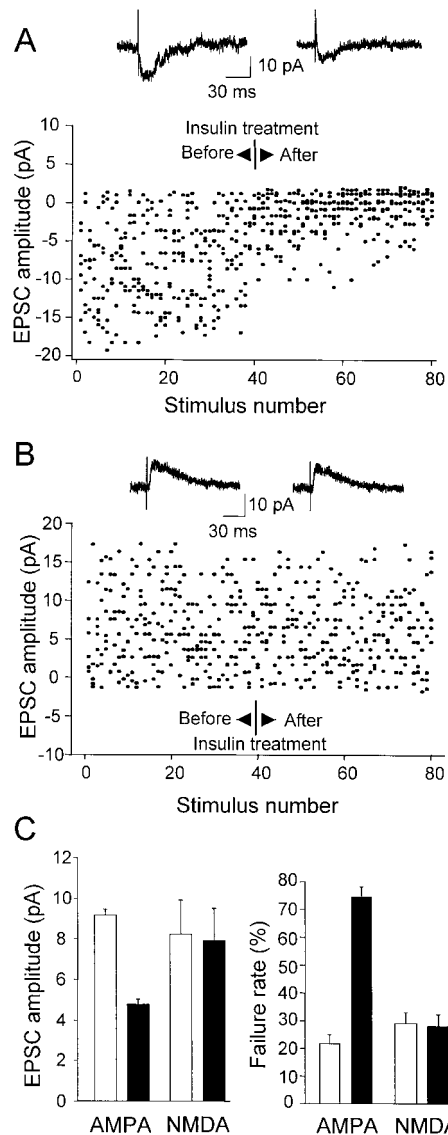 A
10 pA
30 ms
Insulin treatment
Before After
EPSC amplitude (pA)
10
5
0
-5
-10
-15
-20
0 20 40 60 80
Stimulus number
B
10 pA
30 ms
EPSC amplitude (pA)
20
15
10
5
0
-5
-10
Before After
Insulin treatment
0 20 40 60 80
Stimulus number
C
EPSC amplitude (pA)
12
10
8
6
4
2
0
AMPA NMDA
Failure rate (%)
80
70
60
50
40
30
20
10
0
AMPA NMDA